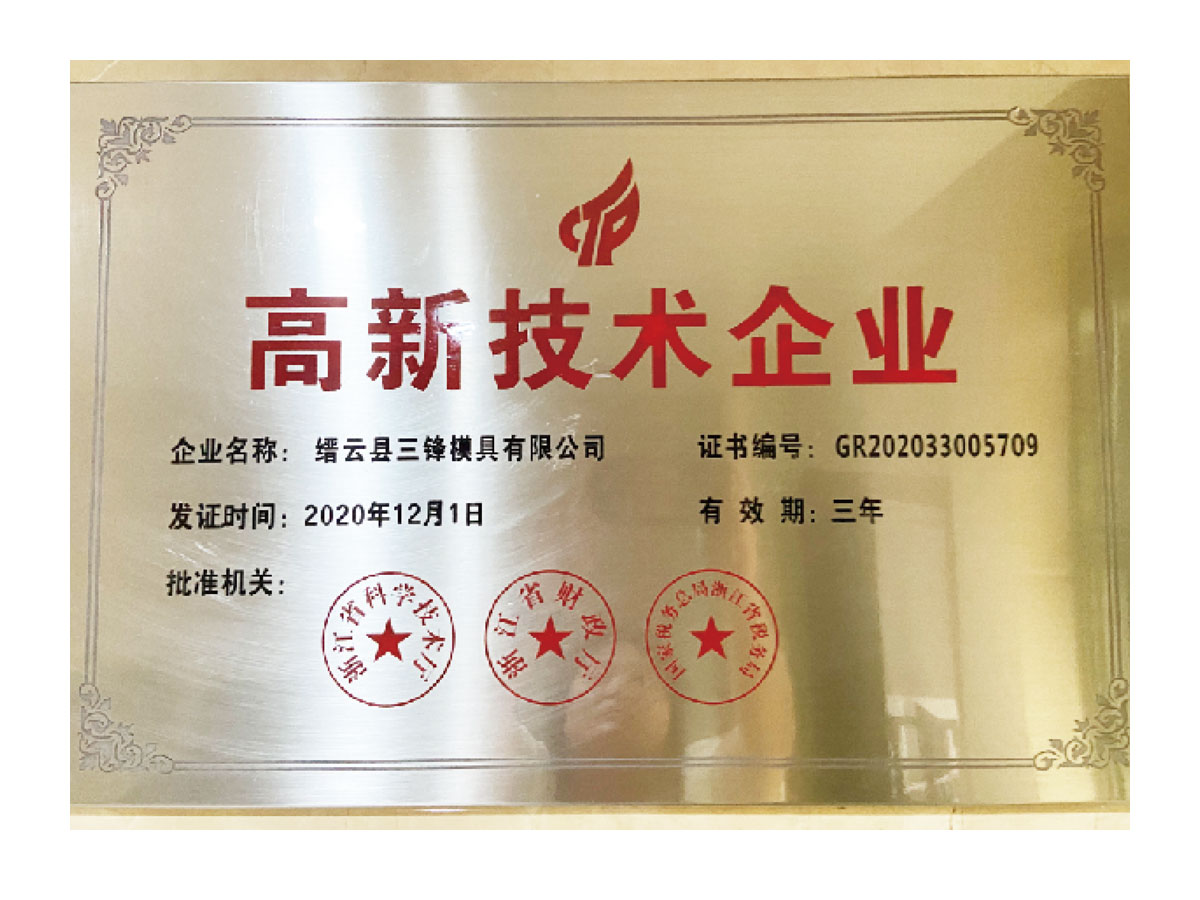 CTP
高新技术企业
企业名称：缙云县三锋模具有限公司
证书编号：GR202033005709
发证时间：2020年12月1日
有效期：三年
批准机关：
浙江省科学技术厅
浙江省财政厅
国家税务总局浙江省税务局